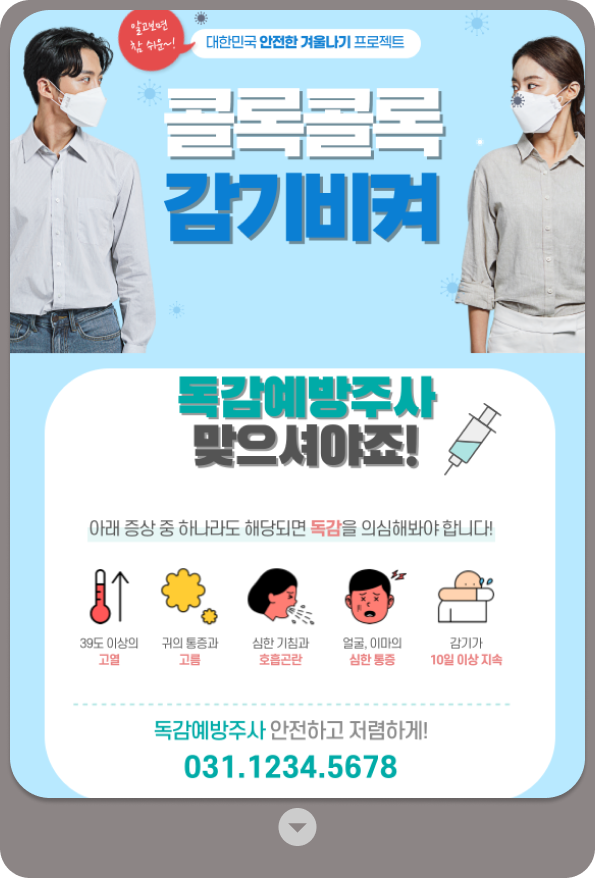 알고보면
참 쉬운~!
대한민국 안전한 겨울나기 프로젝트
콜록콜록
감기비켜
독감예방주사
맞으셔야죠!
아래 증상 중 하나라도 해당되면 독감을 의심해봐야 합니다!
39도 이상의
고열
귀의 통증과
고름
심한 기침과
호흡곤란
얼굴, 이마의
심한 통증
감기가
10일 이상 지속
독감예방주사 안전하고 저렴하게!
031.1234.5678